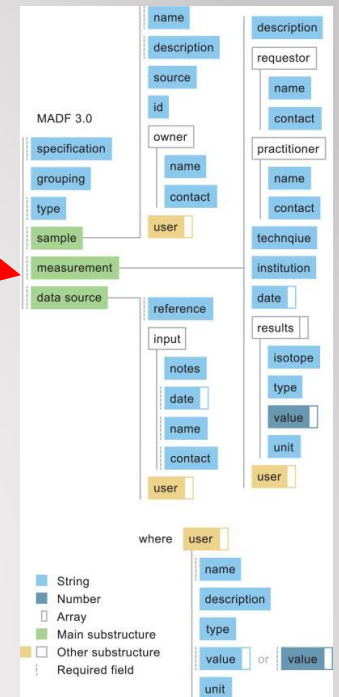 MADF 3.0
specification
grouping
type
sample
measurement
data source
name
description
source
id
owner
name
contact
user
description
requestor
name
contact
practitioner
name
contact
technqiue
institution
date
results
isotope
type
value
unit
user
reference
input
notes
date
name
contact
user
where user
name
description
type
value or value
unit
String
Number
Array
Main substructure
Other substructure
Required field